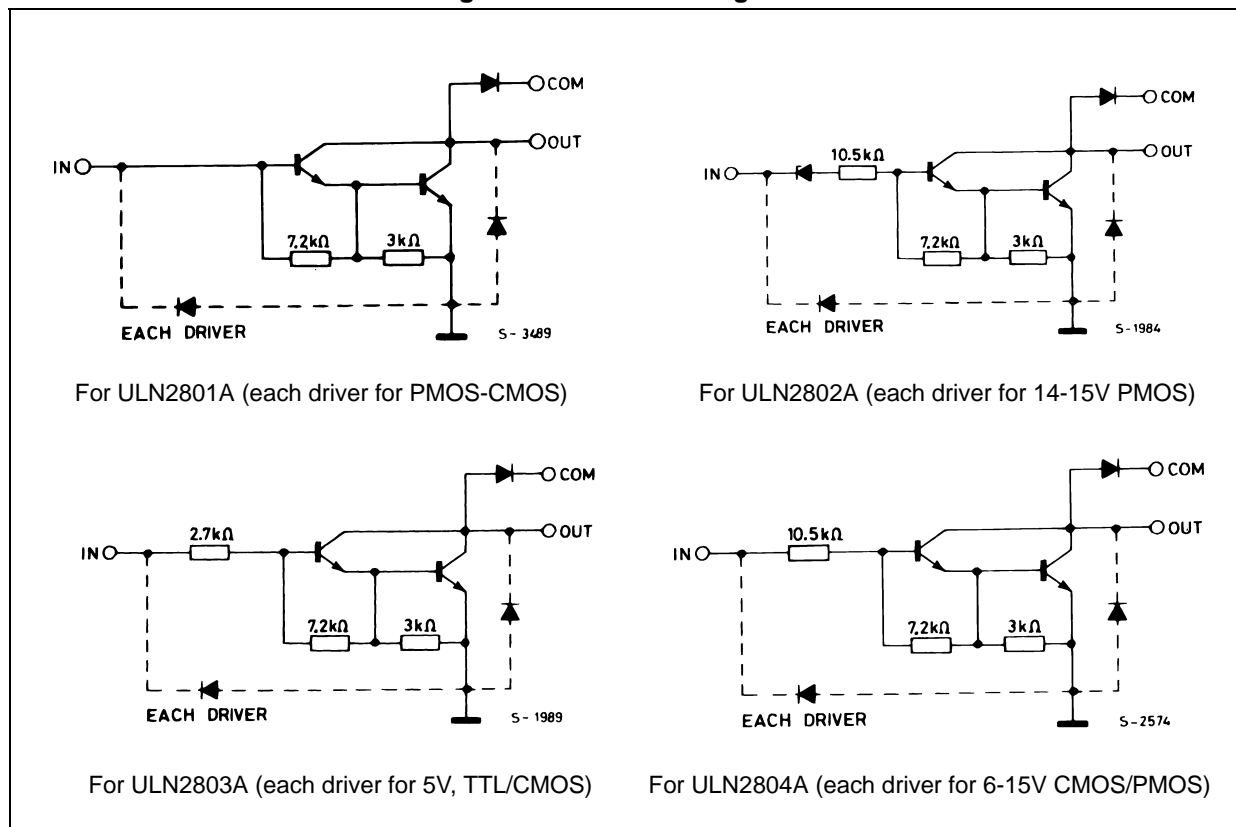 COM
OUT
IN
7.2kΩ
3kΩ
EACH DRIVER
S-3489
For ULN2801A (each driver for PMOS-CMOS)
COM
OUT
IN
10.5kΩ
7.2kΩ
3kΩ
EACH DRIVER
S-1984
For ULN2802A (each driver for 14-15V PMOS)
COM
OUT
IN
2.7kΩ
7.2kΩ
3kΩ
EACH DRIVER
S-1989
For ULN2803A (each driver for 5V, TTL/CMOS)
COM
OUT
IN
10.5kΩ
7.2kΩ
3kΩ
EACH DRIVER
S-2574
For ULN2804A (each driver for 6-15V CMOS/PMOS)